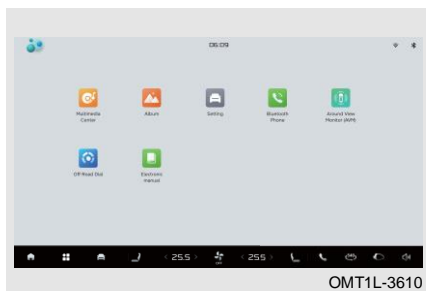 06:09
Multimedia
Center
Album
Setting
Bluetooth
Phone
Around View
Monitor (AVM)
Off-Road Dial
Electronic
manual
25.5
OFF
25.5
OMT1L-3610